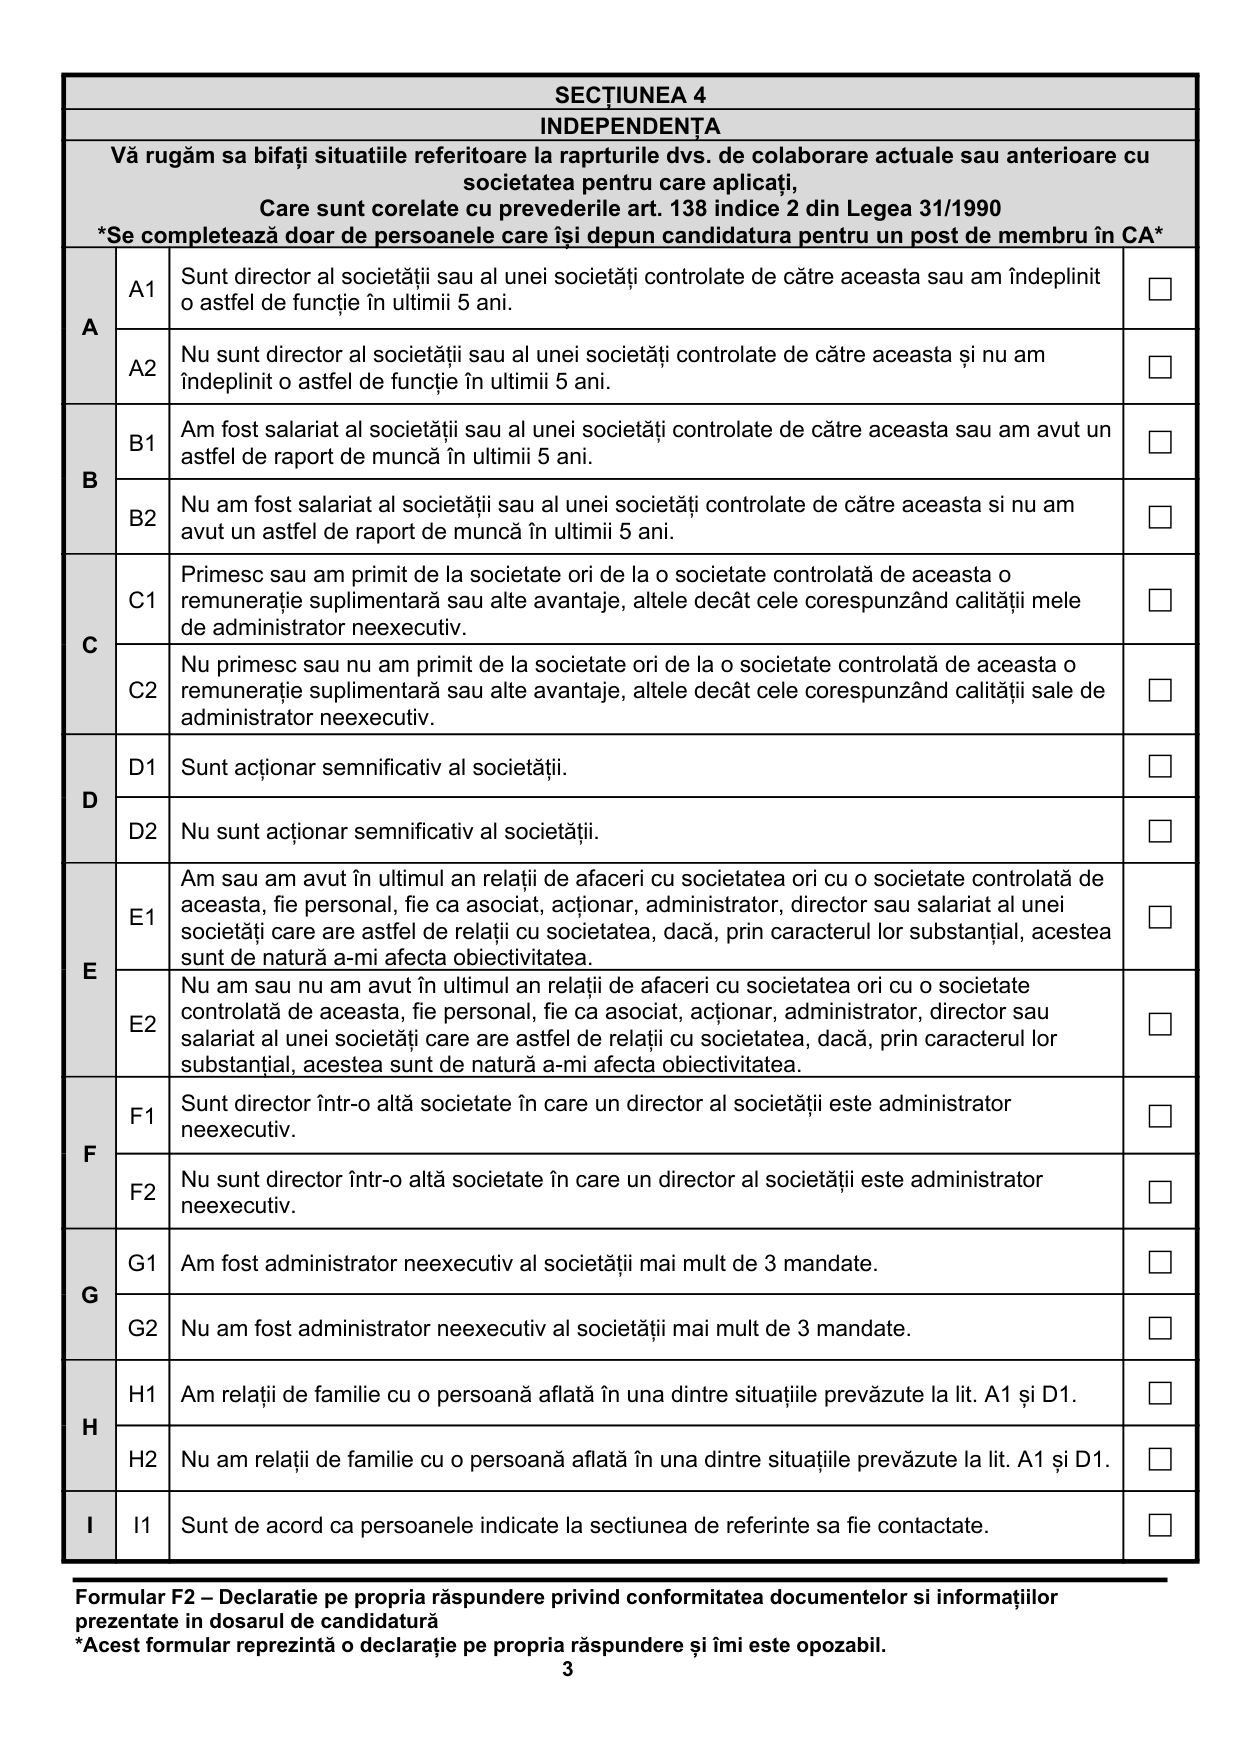 SECȚIUNEA 4
INDEPENDENȚA
Vă rugăm sa bifați situatiile referitoare la raprturile dvs. de colaborare actuale sau anterioare cu
societatea pentru care aplicați,
Care sunt corelate cu prevederile art. 138 indice 2 din Legea 31/1990
*Se completează doar de persoanele care își depun candidatura pentru un post de membru în CA*
A
A1
Sunt director al societății sau al unei societăți controlate de către aceasta sau am îndeplinit
o astfel de funcție în ultimii 5 ani.
☐
A2
Nu sunt director al societății sau al unei societăți controlate de către aceasta și nu am
îndeplinit o astfel de funcție în ultimii 5 ani.
☐
B
B1
Am fost salariat al societății sau al unei societăți controlate de către aceasta sau am avut un
astfel de raport de muncă în ultimii 5 ani.
☐
B2
Nu am fost salariat al societății sau al unei societăți controlate de către aceasta si nu am
avut un astfel de raport de muncă în ultimii 5 ani.
☐
C
C1
Primesc sau am primit de la societate ori de la o societate controlată de aceasta o
remunerație suplimentară sau alte avantaje, altele decât cele corespunzând calității mele
de administrator neexecutiv.
☐
C2
Nu primesc sau nu am primit de la societate ori de la o societate controlată de aceasta o
remunerație suplimentară sau alte avantaje, altele decât cele corespunzând calității sale de
administrator neexecutiv.
☐
D
D1
Sunt acționar semnificativ al societății.
☐
D2
Nu sunt acționar semnificativ al societății.
☐
E
E1
Am sau am avut în ultimul an relații de afaceri cu societatea ori cu o societate controlată de
aceasta, fie personal, fie ca asociat, acționar, administrator, director sau salariat al unei
societăți care are astfel de relații cu societatea, dacă, prin caracterul lor substanțial, acestea
sunt de natură a-mi afecta obiectivitatea.
☐
E2
Nu am sau nu am avut în ultimul an relații de afaceri cu societatea ori cu o societate
controlată de aceasta, fie personal, fie ca asociat, acționar, administrator, director sau
salariat al unei societăți care are astfel de relații cu societatea, dacă, prin caracterul lor
substanțial, acestea sunt de natură a-mi afecta obiectivitatea.
☐
F
F1
Sunt director într-o altă societate în care un director al societății este administrator
neexecutiv.
☐
F2
Nu sunt director într-o altă societate în care un director al societății este administrator
neexecutiv.
☐
G
G1
Am fost administrator neexecutiv al societății mai mult de 3 mandate.
☐
G2
Nu am fost administrator neexecutiv al societății mai mult de 3 mandate.
☐
H
H1
Am relații de familie cu o persoană aflată în una dintre situațiile prevăzute la lit. A1 și D1.
☐
H2
Nu am relații de familie cu o persoană aflată în una dintre situațiile prevăzute la lit. A1 și D1.
☐
I
I1
Sunt de acord ca persoanele indicate la sectiunea de referinte sa fie contactate.
☐
Formular F2 – Declaratie pe propria răspundere privind conformitatea documentelor si informațiilor
prezentate in dosarul de candidatură
*Acest formular reprezintă o declarație pe propria răspundere și îmi este opozabil.
3